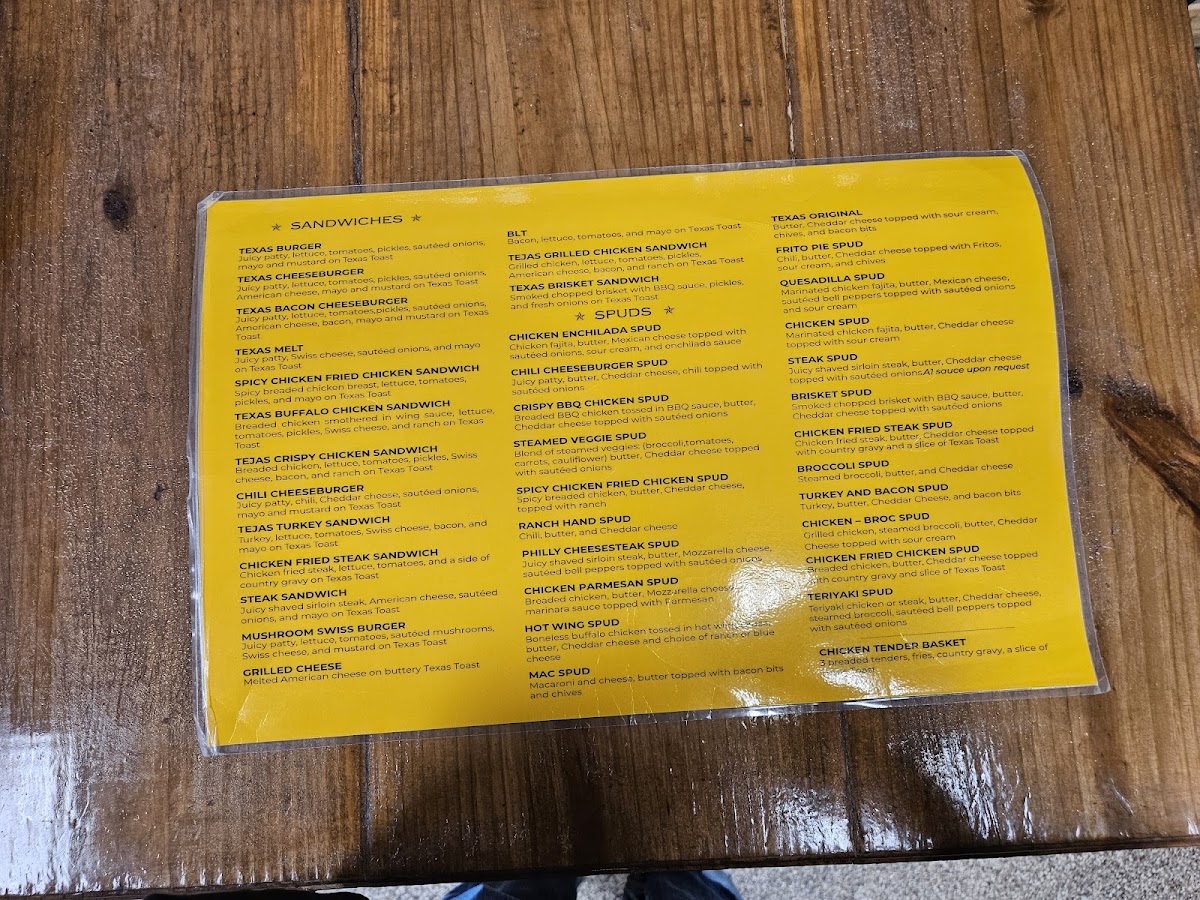 SANDWICHES
TEXAS BURGER
Juicy patty, lettuce, tomatoes, pickles, sautéed onions,
mayo and mustard on Texas Toast
TEXAS CHEESEBURGER
Juicy patty, lettuce, tomatoes, pickles, sautéed onions,
American cheese, mayo and mustard on Texas Toast
TEXAS BACON CHEESEBURGER
Juicy patty, lettuce, tomatoes,pickles, sautéed onions,
American cheese, bacon, mayo and mustard on Texas
Toast
TEXAS MELT
Juicy patty, Swiss cheese, sautéed onions, and mayo
on Texas Toast
SPICY CHICKEN FRIED CHICKEN SANDWICH
Spicy breaded chicken breast, lettuce, tomatoes,
pickles, and mayo on Texas Toast
TEXAS BUFFALO CHICKEN SANDWICH
Breaded chicken smothered in wing sauce, lettuce,
tomatoes, pickles, Swiss cheese, and ranch on Texas
Toast
TEJAS CRISPY CHICKEN SANDWICH
Breaded chicken, lettuce, tomatoes, pickles, Swiss
cheese, bacon, and ranch on Texas Toast
CHILI CHEESEBURGER
Juicy patty, chili, Cheddar cheese, sautéed onions,
mayo and mustard on Texas Toast
TEJAS TURKEY SANDWICH
Turkey, lettuce, tomatoes, Swiss cheese, bacon, and
mayo on Texas Toast
CHICKEN FRIED STEAK SANDWICH
Chicken fried steak, lettuce, tomatoes, and a side of
country gravy on Texas Toast
STEAK SANDWICH
Juicy shaved sirloin steak, American cheese, sautéed
onions, and mayo on Texas Toast
MUSHROOM SWISS BURGER
Juicy patty, lettuce, tomatoes, sautéed mushrooms,
Swiss cheese, and mustard on Texas Toast
GRILLED CHEESE
Melted American cheese on buttery Texas Toast
BLT
Bacon, lettuce, tomatoes, and mayo on Texas Toast
TEJAS GRILLED CHICKEN SANDWICH
Grilled chicken, lettuce, tomatoes, pickles,
American cheese, bacon, and ranch on Texas Toast
TEXAS BRISKET SANDWICH
Smoked chopped brisket with BBQ sauce, pickles,
and fresh onions on Texas Toast
SPUDS
CHICKEN ENCHILADA SPUD
Chicken fajita, butter, Mexican cheese topped with
sautéed onions, sour cream, and enchilada sauce
CHILI CHEESEBURGER SPUD
Juicy patty, butter, Cheddar cheese, chili topped with
sautéed onions
CRISPY BBQ CHICKEN SPUD
Breaded BBQ chicken tossed in BBQ sauce, butter,
Cheddar cheese topped with sautéed onions
STEAMED VEGGIE SPUD
Blend of steamed veggies: (broccoli,tomatoes,
carrots, cauliflower) butter, Cheddar cheese topped
with sautéed onions
SPICY CHICKEN FRIED CHICKEN SPUD
Spicy breaded chicken, butter, Cheddar cheese,
topped with ranch
RANCH HAND SPUD
Chili, butter, and Cheddar cheese
PHILLY CHEESESTEAK SPUD
Juicy shaved sirloin steak, butter, Mozzarella cheese,
sautéed bell peppers topped with sautéed onions
CHICKEN PARMESAN SPUD
Breaded chicken, butter, Mozzarella cheese
marinara sauce topped with Parmesan
HOT WING SPUD
Boneless buffalo chicken tossed in hot wing sauce,
butter, Cheddar cheese and choice of ranch or blue
cheese
MAC SPUD
Macaroni and cheese, butter topped with bacon bits
and chives
TEXAS ORIGINAL
Butter, Cheddar cheese topped with sour cream,
chives, and bacon bits
FRITO PIE SPUD
Chili, butter, Cheddar cheese topped with Fritos,
sour cream, and chives
QUESADILLA SPUD
Marinated chicken fajita, butter, Mexican cheese,
sautéed bell peppers topped with sautéed onions
and sour cream
CHICKEN SPUD
Marinated chicken fajita, butter, Cheddar cheese
topped with sour cream
STEAK SPUD
Juicy shaved sirloin steak, butter, Cheddar cheese
topped with sautéed onionsA1 sauce upon request
BRISKET SPUD
Smoked chopped brisket with BBQ sauce, butter,
Cheddar cheese topped with sautéed onions
CHICKEN FRIED STEAK SPUD
Chicken fried steak, butter, Cheddar cheese topped
with country gravy and a slice of Texas Toast
BROCCOLI SPUD
Steamed broccoli, butter, and Cheddar cheese
TURKEY AND BACON SPUD
Turkey, butter, Cheddar Cheese, and bacon bits
CHICKEN – BROC SPUD
Grilled chicken, steamed broccoli, butter, Cheddar
Cheese topped with sour cream
CHICKEN FRIED CHICKEN SPUD
Breaded chicken, butter, Cheddar cheese topped
with country gravy and slice of Texas Toast
TERIYAKI SPUD
Teriyaki chicken or steak, butter, Cheddar cheese,
steamed broccoli, sautéed bell peppers topped
with sautéed onions
CHICKEN TENDER BASKET
3 breaded tenders, fries, country gravy, a slice of
Toast